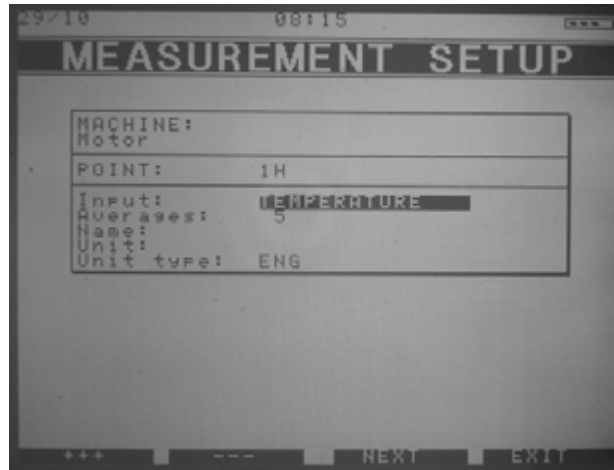 29/10 08:15
MEASUREMENT SETUP
MACHINE:
Motor
POINT: 1H
Input: TEMPERATURE
Averages: 5
Name:
Unit:
Unit type: ENG
+++ --- NEXT EXIT